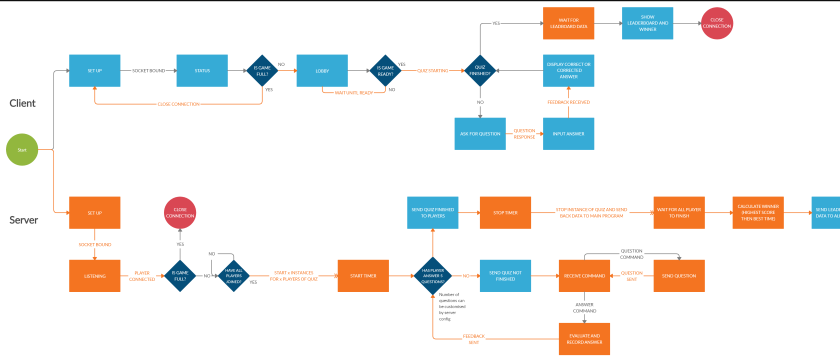 WAIT FOR
LEADERBOARD DATA
SHOW
LEADERBOARD AND
WINNER
CLOSE
CONNECTION
YES
Client
SET UP
SOCKET BOUND
STATUS
IS GAME
FULL?
NO
YES
CLOSE CONNECTION
LOBBY
IS GAME
READY?
YES
NO
WAIT UNTIL READY
QUIZ STARTING
QUIZ
FINISHED?
NO
DISPLAY CORRECT OR
CORRECTED
ANSWER
FEEDBACK RECEIVED
ASK FOR QUESTION
QUESTION
RESPONSE
INPUT ANSWER
Start
Server
SET UP
SOCKET BOUND
LISTENING
PLAYER
CONNECTED
CLOSE
CONNECTION
YES
IS GAME
FULL?
NO
NO
HAVE ALL
PLAYERS
JOINED?
YES
START x INSTANCES
FOR x PLAYERS OF QUIZ
START TIMER
SEND QUIZ FINISHED
TO PLAYERS
STOP TIMER
STOP INSTANCE OF QUIZ AND SEND
BACK DATA TO MAIN PROGRAM
WAIT FOR ALL PLAYER
TO FINISH
CALCULATE WINNER
(HIGHEST SCORE
THEN BEST TIME)
SEND LEAD
DATA TO AL
HAS PLAYER
QUESTIONS?
NO
Number of
questions can
be customised
by server
config.
SEND QUIZ NOT
FINISHED
RECEIVE COMMAND
QUESTION
COMMAND
QUESTION
SENT
SEND QUESTION
ANSWER
COMMAND
EVALUATE AND
RECORD ANSWER
FEEDBACK
SENT